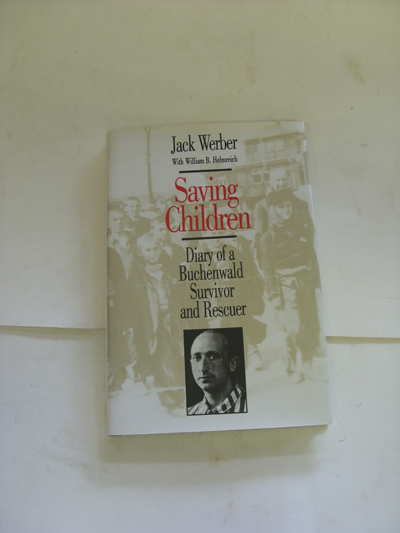 Jack Werber
With William B. Helmreich
Saving
Children
Diary of a
Buchenwald
Survivor
and Rescuer